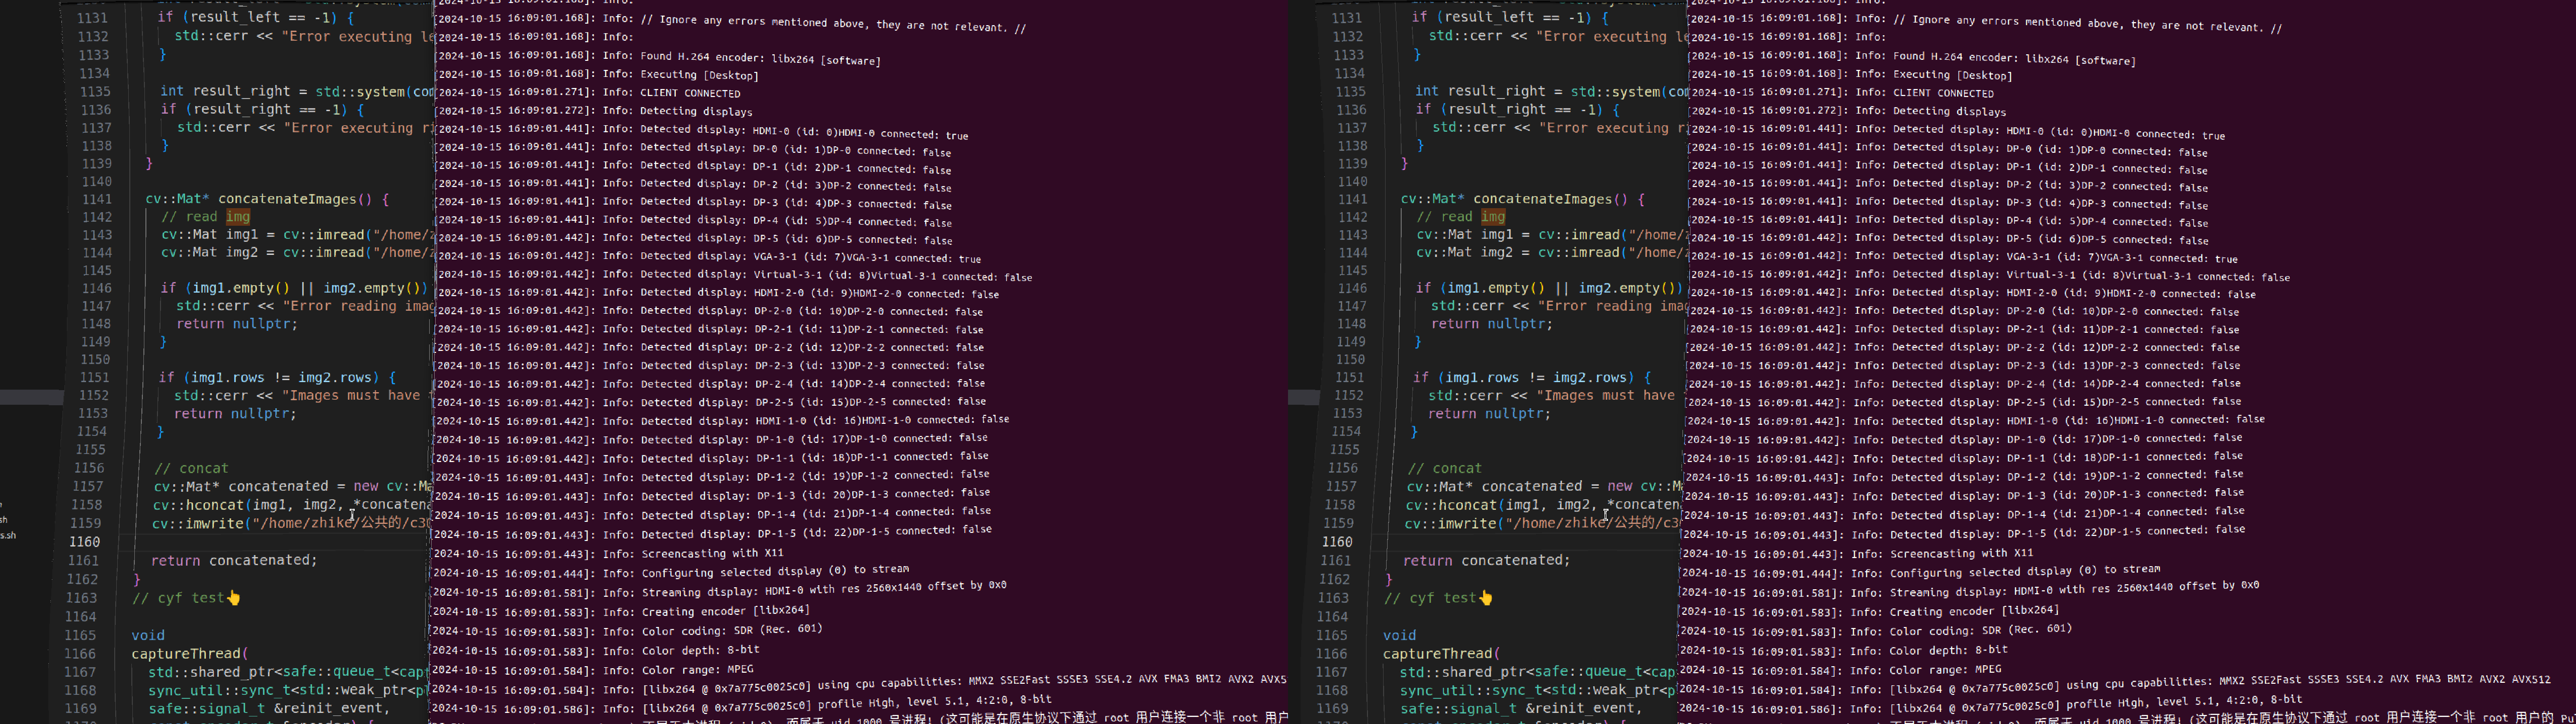 1131 if (result_left == -1) {
1132 std::cerr << "Error executing le
1133 }
1134
1135 int result_right = std::system(com
1136 if (result_right == -1) {
1137 std::cerr << "Error executing ri
1138 }
1139 }
1140
1141 cv::Mat* concatenateImages() {
1142 // read img
1143 cv::Mat img1 = cv::imread("/home/z
1144 cv::Mat img2 = cv::imread("/home/z
1145
1146 if (img1.empty() || img2.empty())
1147 std::cerr << "Error reading imag
1148 return nullptr;
1149 }
1150
1151 if (img1.rows != img2.rows) {
1152 std::cerr << "Images must have
1153 return nullptr;
1154 }
1155
1156 // concat
1157 cv::Mat* concatenated = new cv::Ma
1158 cv::hconcat(img1, img2, *concatena
1159 cv::imwrite("/home/zhike/公共的/c3
1160
1161 return concatenated;
1162 }
1163 // cyf test👆
1164
1165 void
1166 captureThread(
1167 std::shared_ptr<safe::queue_t<capt
1168 sync_util::sync_t<std::weak_ptr<p
1169 safe::signal_t &reinit_event,
sh
s.sh
[2024-10-15 16:09:01.168]: Info: // Ignore any errors mentioned above, they are not relevant. //
[2024-10-15 16:09:01.168]: Info:
[2024-10-15 16:09:01.168]: Info: Found H.264 encoder: libx264 [software]
[2024-10-15 16:09:01.168]: Info: Executing [Desktop]
[2024-10-15 16:09:01.271]: Info: CLIENT CONNECTED
[2024-10-15 16:09:01.272]: Info: Detecting displays
[2024-10-15 16:09:01.441]: Info: Detected display: HDMI-0 (id: 0)HDMI-0 connected: true
[2024-10-15 16:09:01.441]: Info: Detected display: DP-0 (id: 1)DP-0 connected: false
[2024-10-15 16:09:01.441]: Info: Detected display: DP-1 (id: 2)DP-1 connected: false
[2024-10-15 16:09:01.441]: Info: Detected display: DP-2 (id: 3)DP-2 connected: false
[2024-10-15 16:09:01.441]: Info: Detected display: DP-3 (id: 4)DP-3 connected: false
[2024-10-15 16:09:01.441]: Info: Detected display: DP-4 (id: 5)DP-4 connected: false
[2024-10-15 16:09:01.442]: Info: Detected display: DP-5 (id: 6)DP-5 connected: false
[2024-10-15 16:09:01.442]: Info: Detected display: VGA-3-1 (id: 7)VGA-3-1 connected: true
[2024-10-15 16:09:01.442]: Info: Detected display: Virtual-3-1 (id: 8)Virtual-3-1 connected: false
[2024-10-15 16:09:01.442]: Info: Detected display: HDMI-2-0 (id: 9)HDMI-2-0 connected: false
[2024-10-15 16:09:01.442]: Info: Detected display: DP-2-0 (id: 10)DP-2-0 connected: false
[2024-10-15 16:09:01.442]: Info: Detected display: DP-2-1 (id: 11)DP-2-1 connected: false
[2024-10-15 16:09:01.442]: Info: Detected display: DP-2-2 (id: 12)DP-2-2 connected: false
[2024-10-15 16:09:01.442]: Info: Detected display: DP-2-3 (id: 13)DP-2-3 connected: false
[2024-10-15 16:09:01.442]: Info: Detected display: DP-2-4 (id: 14)DP-2-4 connected: false
[2024-10-15 16:09:01.442]: Info: Detected display: DP-2-5 (id: 15)DP-2-5 connected: false
[2024-10-15 16:09:01.442]: Info: Detected display: HDMI-1-0 (id: 16)HDMI-1-0 connected: false
[2024-10-15 16:09:01.442]: Info: Detected display: DP-1-0 (id: 17)DP-1-0 connected: false
[2024-10-15 16:09:01.442]: Info: Detected display: DP-1-1 (id: 18)DP-1-1 connected: false
[2024-10-15 16:09:01.443]: Info: Detected display: DP-1-2 (id: 19)DP-1-2 connected: false
[2024-10-15 16:09:01.443]: Info: Detected display: DP-1-3 (id: 20)DP-1-3 connected: false
[2024-10-15 16:09:01.443]: Info: Detected display: DP-1-4 (id: 21)DP-1-4 connected: false
[2024-10-15 16:09:01.443]: Info: Detected display: DP-1-5 (id: 22)DP-1-5 connected: false
[2024-10-15 16:09:01.443]: Info: Screencasting with X11
[2024-10-15 16:09:01.444]: Info: Configuring selected display (0) to stream
[2024-10-15 16:09:01.581]: Info: Streaming display: HDMI-0 with res 2560x1440 offset by 0x0
[2024-10-15 16:09:01.583]: Info: Creating encoder [libx264]
[2024-10-15 16:09:01.583]: Info: Color coding: SDR (Rec. 601)
[2024-10-15 16:09:01.583]: Info: Color depth: 8-bit
[2024-10-15 16:09:01.584]: Info: Color range: MPEG
[2024-10-15 16:09:01.584]: Info: [libx264 @ 0x7a775c0025c0] using cpu capabilities: MMX2 SSE2Fast SSSE3 SSE4.2 AVX FMA3 BMI2 AVX2 AVX5
[2024-10-15 16:09:01.586]: Info: [libx264 @ 0x7a775c0025c0] profile High, level 5.1, 4:2:0, 8-bit
1131 if (result_left == -1) {
1132 std::cerr << "Error executing le
1133 }
1134
1135 int result_right = std::system(co
1136 if (result_right == -1) {
1137 std::cerr << "Error executing r
1138 }
1139 }
1140
1141 cv::Mat* concatenateImages() {
1142 // read img
1143 cv::Mat img1 = cv::imread("/home/
1144 cv::Mat img2 = cv::imread("/home/
1145
1146 if (img1.empty() || img2.empty())
1147 std::cerr << "Error reading ima
1148 return nullptr;
1149 }
1150
1151 if (img1.rows != img2.rows) {
1152 std::cerr << "Images must have
1153 return nullptr;
1154 }
1155
1156 // concat
1157 cv::Mat* concatenated = new cv::M
1158 cv::hconcat(img1, img2, *concaten
1159 cv::imwrite("/home/zhike/公共的/c3
1160
1161 return concatenated;
1162 }
1163 // cyf test👆
1164
1165 void
1166 captureThread(
1167 std::shared_ptr<safe::queue_t<cap
1168 sync_util::sync_t<std::weak_ptr<p
1169 safe::signal_t &reinit_event,
[2024-10-15 16:09:01.168]: Info: // Ignore any errors mentioned above, they are not relevant. //
[2024-10-15 16:09:01.168]: Info:
[2024-10-15 16:09:01.168]: Info: Found H.264 encoder: libx264 [software]
[2024-10-15 16:09:01.168]: Info: Executing [Desktop]
[2024-10-15 16:09:01.271]: Info: CLIENT CONNECTED
[2024-10-15 16:09:01.272]: Info: Detecting displays
[2024-10-15 16:09:01.441]: Info: Detected display: HDMI-0 (id: 0)HDMI-0 connected: true
[2024-10-15 16:09:01.441]: Info: Detected display: DP-0 (id: 1)DP-0 connected: false
[2024-10-15 16:09:01.441]: Info: Detected display: DP-1 (id: 2)DP-1 connected: false
[2024-10-15 16:09:01.441]: Info: Detected display: DP-2 (id: 3)DP-2 connected: false
[2024-10-15 16:09:01.441]: Info: Detected display: DP-3 (id: 4)DP-3 connected: false
[2024-10-15 16:09:01.441]: Info: Detected display: DP-4 (id: 5)DP-4 connected: false
[2024-10-15 16:09:01.442]: Info: Detected display: DP-5 (id: 6)DP-5 connected: false
[2024-10-15 16:09:01.442]: Info: Detected display: VGA-3-1 (id: 7)VGA-3-1 connected: true
[2024-10-15 16:09:01.442]: Info: Detected display: Virtual-3-1 (id: 8)Virtual-3-1 connected: false
[2024-10-15 16:09:01.442]: Info: Detected display: HDMI-2-0 (id: 9)HDMI-2-0 connected: false
[2024-10-15 16:09:01.442]: Info: Detected display: DP-2-0 (id: 10)DP-2-0 connected: false
[2024-10-15 16:09:01.442]: Info: Detected display: DP-2-1 (id: 11)DP-2-1 connected: false
[2024-10-15 16:09:01.442]: Info: Detected display: DP-2-2 (id: 12)DP-2-2 connected: false
[2024-10-15 16:09:01.442]: Info: Detected display: DP-2-3 (id: 13)DP-2-3 connected: false
[2024-10-15 16:09:01.442]: Info: Detected display: DP-2-4 (id: 14)DP-2-4 connected: false
[2024-10-15 16:09:01.442]: Info: Detected display: DP-2-5 (id: 15)DP-2-5 connected: false
[2024-10-15 16:09:01.442]: Info: Detected display: HDMI-1-0 (id: 16)HDMI-1-0 connected: false
[2024-10-15 16:09:01.442]: Info: Detected display: DP-1-0 (id: 17)DP-1-0 connected: false
[2024-10-15 16:09:01.442]: Info: Detected display: DP-1-1 (id: 18)DP-1-1 connected: false
[2024-10-15 16:09:01.443]: Info: Detected display: DP-1-2 (id: 19)DP-1-2 connected: false
[2024-10-15 16:09:01.443]: Info: Detected display: DP-1-3 (id: 20)DP-1-3 connected: false
[2024-10-15 16:09:01.443]: Info: Detected display: DP-1-4 (id: 21)DP-1-4 connected: false
[2024-10-15 16:09:01.443]: Info: Detected display: DP-1-5 (id: 22)DP-1-5 connected: false
[2024-10-15 16:09:01.443]: Info: Screencasting with X11
[2024-10-15 16:09:01.444]: Info: Configuring selected display (0) to stream
[2024-10-15 16:09:01.581]: Info: Streaming display: HDMI-0 with res 2560x1440 offset by 0x0
[2024-10-15 16:09:01.583]: Info: Creating encoder [libx264]
[2024-10-15 16:09:01.583]: Info: Color coding: SDR (Rec. 601)
[2024-10-15 16:09:01.583]: Info: Color depth: 8-bit
[2024-10-15 16:09:01.584]: Info: Color range: MPEG
[2024-10-15 16:09:01.584]: Info: [libx264 @ 0x7a775c0025c0] using cpu capabilities: MMX2 SSE2Fast SSSE3 SSE4.2 AVX FMA3 BMI2 AVX2 AVX512
[2024-10-15 16:09:01.586]: Info: [libx264 @ 0x7a775c0025c0] profile High, level 5.1, 4:2:0, 8-bit